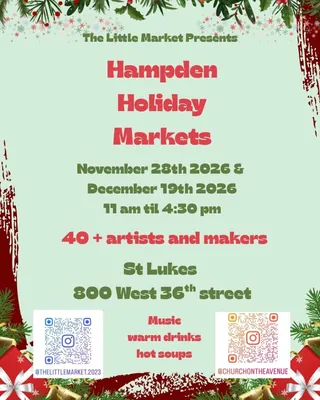 The Little Market Presents
Hampden
Holiday
Markets
November 28th 2026 &
December 19th 2026
11 am til 4:30 pm
40 + artists and makers
St Lukes
800 West 36th street
Music
warm drinks
hot soups
@THELITTLEMARKET.2023
@CHURCHONTHEAVENUE